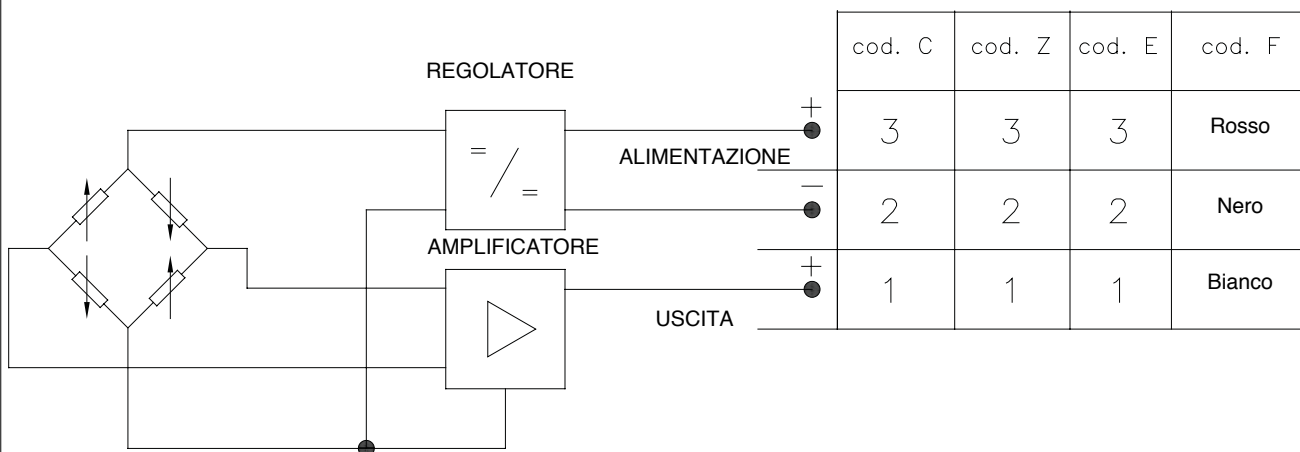 REGOLATORE
= / =
AMPLIFICATORE
ALIMENTAZIONE
USCITA
cod. C cod. Z cod. E cod. F
+ 3 3 3 Rosso
− 2 2 2 Nero
+ 1 1 1 Bianco